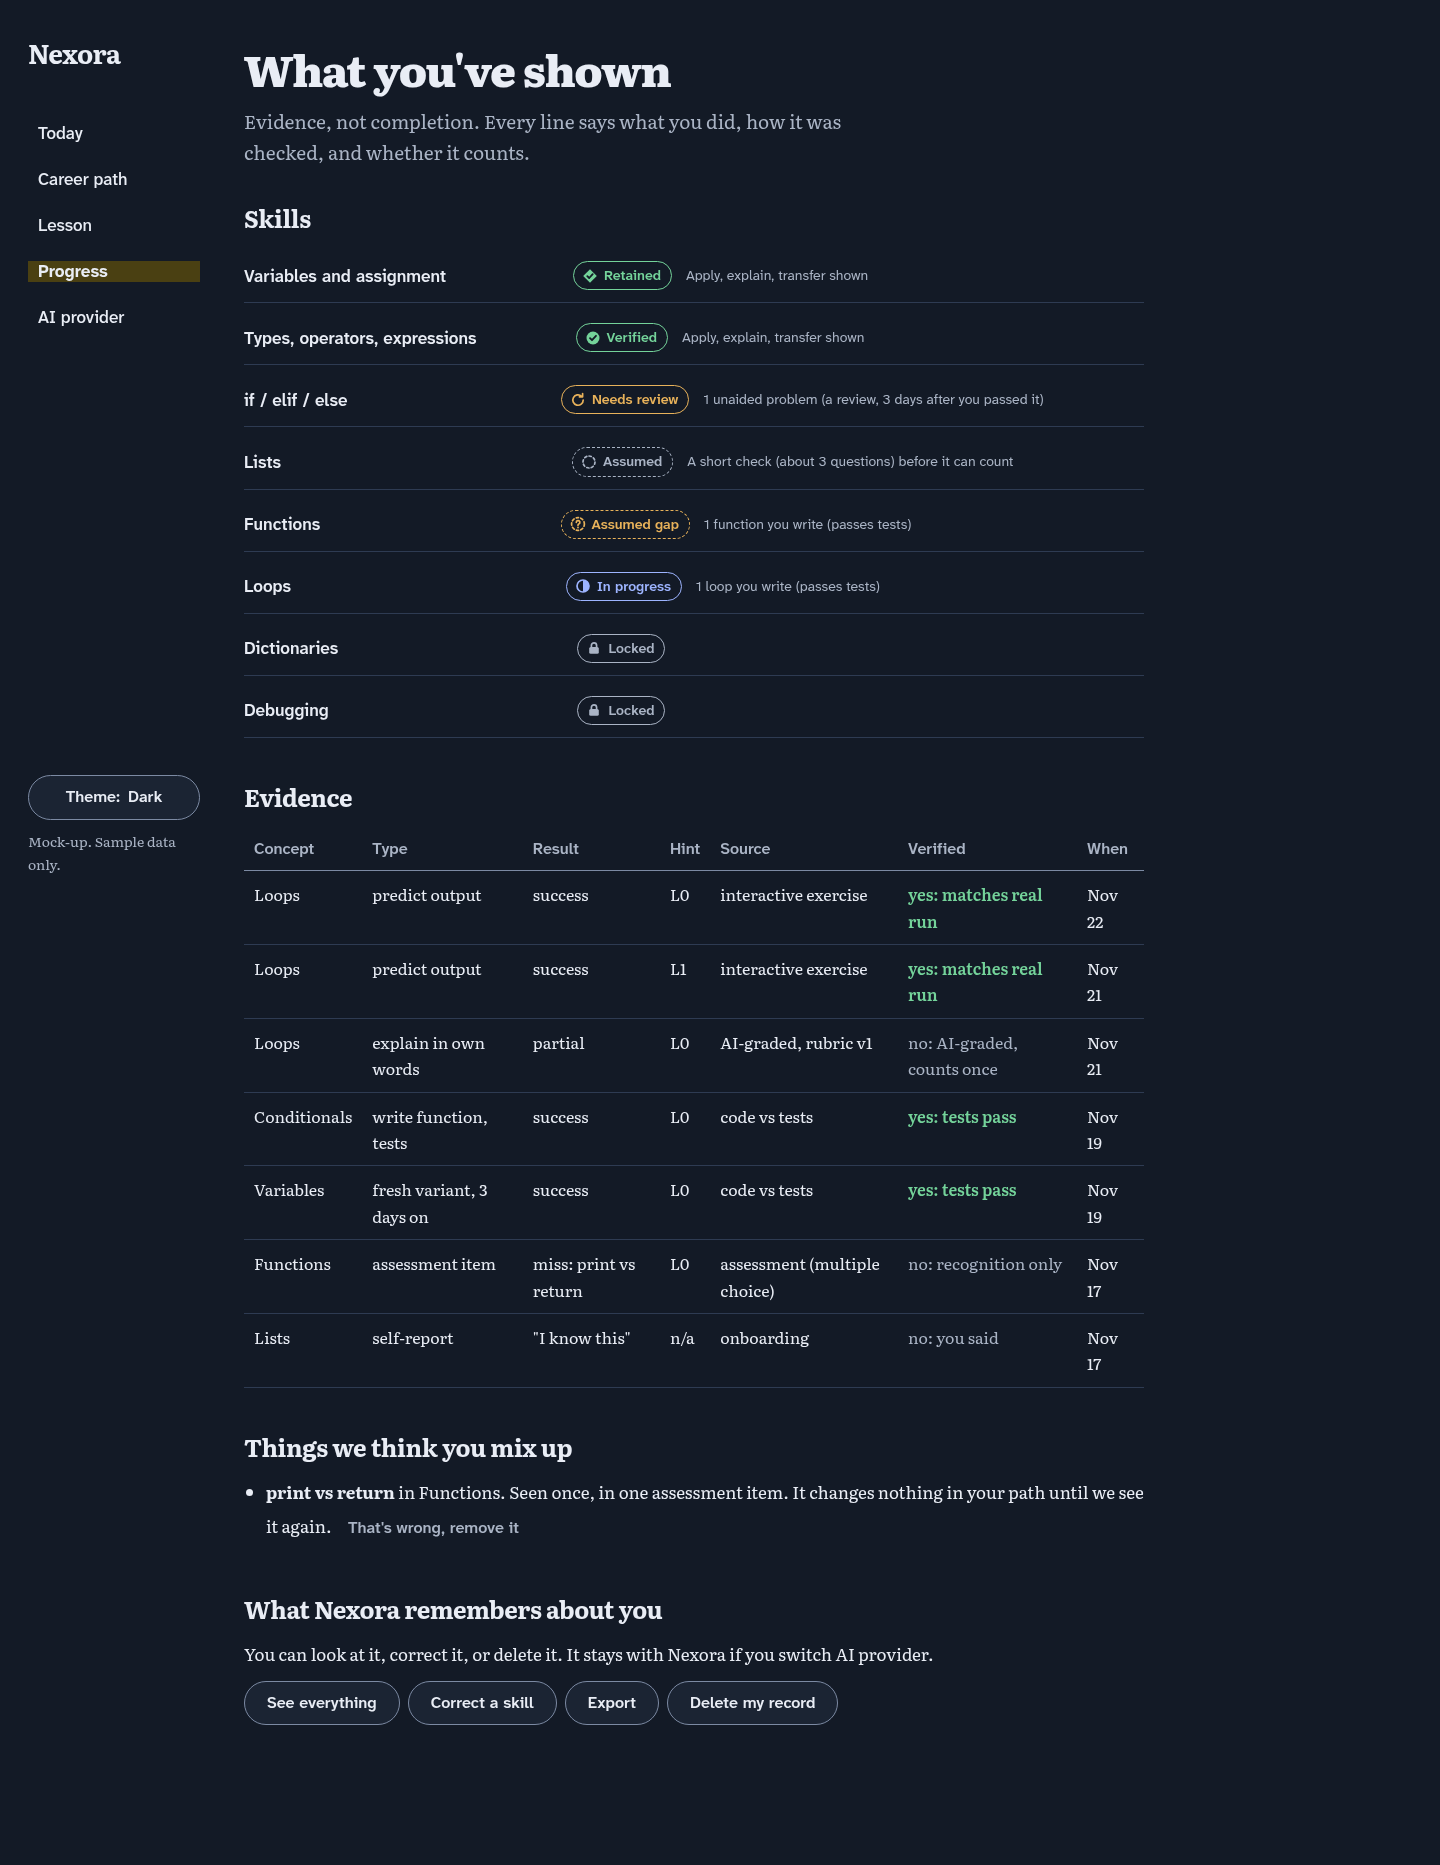 Nexora
Today
Career path
Lesson
Progress
AI provider
Theme: Dark
Mock-up. Sample data
only.
What you've shown
Evidence, not completion. Every line says what you did, how it was
checked, and whether it counts.
Skills
Variables and assignment Retained Apply, explain, transfer shown
Types, operators, expressions Verified Apply, explain, transfer shown
if / elif / else Needs review 1 unaided problem (a review, 3 days after you passed it)
Lists Assumed A short check (about 3 questions) before it can count
Functions Assumed gap 1 function you write (passes tests)
Loops In progress 1 loop you write (passes tests)
Dictionaries Locked
Debugging Locked
Evidence
Concept Type Result Hint Source Verified When
Loops predict output success L0 interactive exercise yes: matches real Nov
run 22
Loops predict output success L1 interactive exercise yes: matches real Nov
run 21
Loops explain in own partial L0 AI-graded, rubric v1 no: AI-graded, Nov
words counts once 21
Conditionals write function, success L0 code vs tests yes: tests pass Nov
tests 19
Variables fresh variant, 3 success L0 code vs tests yes: tests pass Nov
days on 19
Functions assessment item miss: print vs L0 assessment (multiple no: recognition only Nov
return choice) 17
Lists self-report "I know this" n/a onboarding no: you said Nov
17
Things we think you mix up
• print vs return in Functions. Seen once, in one assessment item. It changes nothing in your path until we see
it again. That's wrong, remove it
What Nexora remembers about you
You can look at it, correct it, or delete it. It stays with Nexora if you switch AI provider.
See everything Correct a skill Export Delete my record